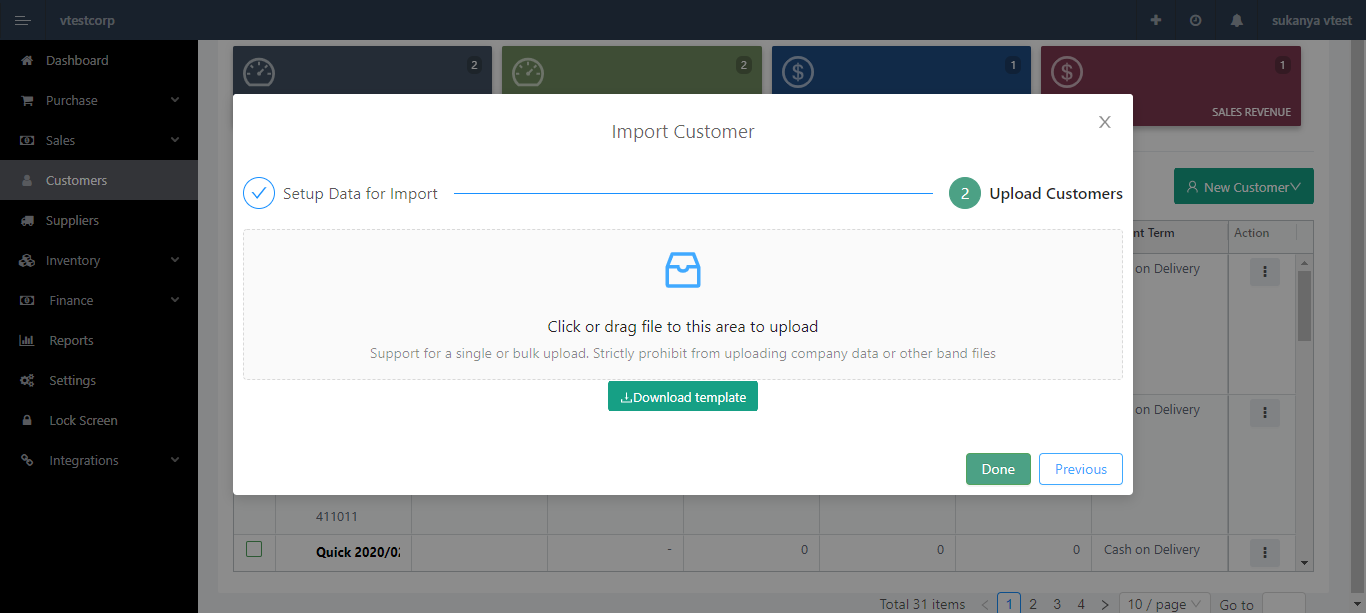 vtestcorp
sukanya vtest
Dashboard
Purchase
Sales
Customers
Suppliers
Inventory
Finance
Reports
Settings
Lock Screen
Integrations
2
2
1
1
SALES REVENUE
Import Customer
Setup Data for Import
2 Upload Customers
Click or drag file to this area to upload
Support for a single or bulk upload. Strictly prohibit from uploading company data or other band files
Download template
Done
Previous
New Customer
nt Term
Action
on Delivery
on Delivery
411011
Quick 2020/02
-
0
0
0
Cash on Delivery
Total 31 items
1
2
3
4
10 / page
Go to